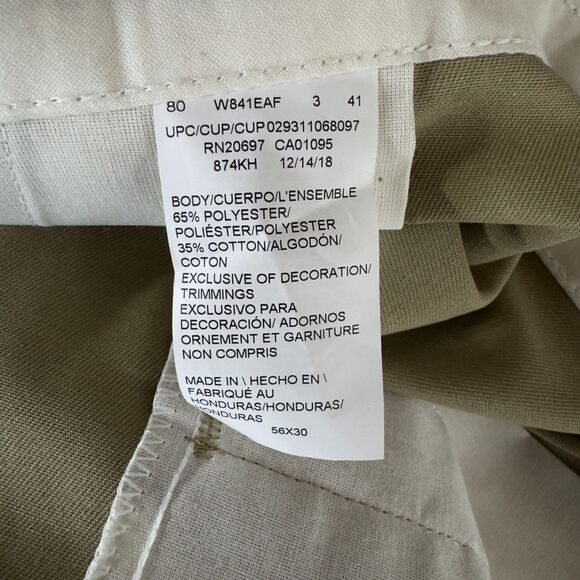 80 W841EAF 3 41
UPC/CUP/CUP029311068097
RN20697 CA01095
874KH 12/14/18
BODY/CUERPO/L'ENSEMBLE
65% POLYESTER/
POLIÉSTER/POLYESTER
35% COTTON/ALGODÓN/
COTON
EXCLUSIVE OF DECORATION/
TRIMMINGS
EXCLUSIVO PARA
DECORACIÓN/ ADORNOS
ORNEMENT ET GARNITURE
NON COMPRIS
MADE IN \ HECHO EN \
FABRIQUÉ AU
HONDURAS/HONDURAS/
HONDURAS
56X30